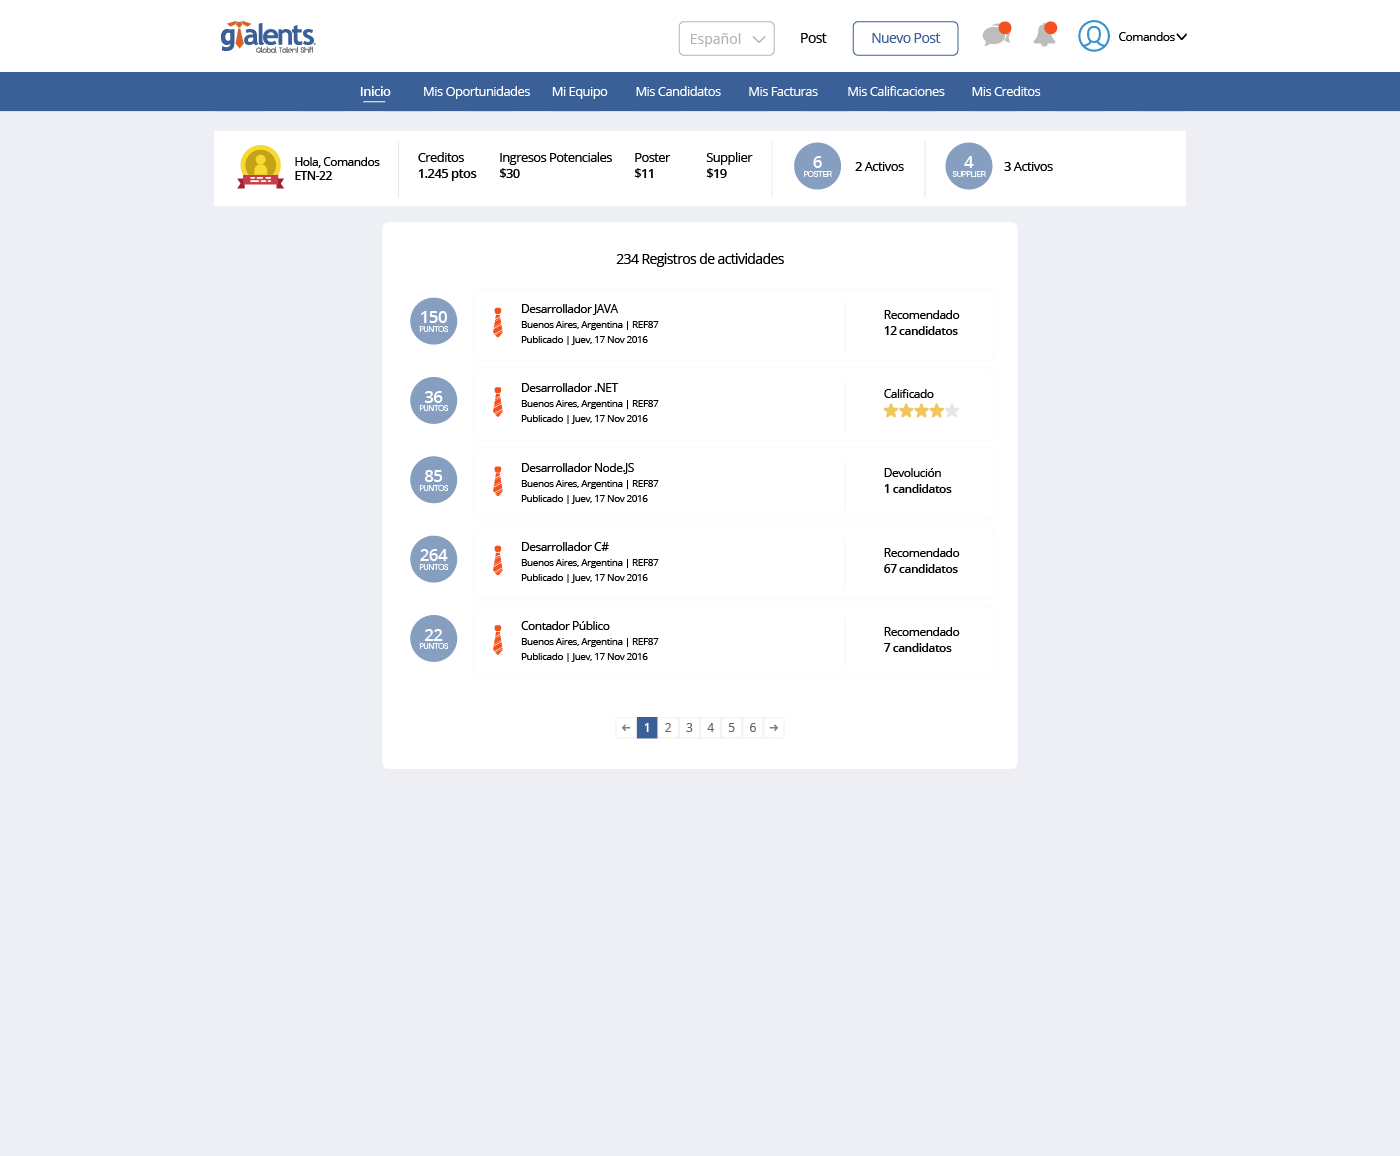 gtalents
Global Talent Shift
Español
Post
Nuevo Post
Comandos
Inicio
Mis Oportunidades
Mi Equipo
Mis Candidatos
Mis Facturas
Mis Calificaciones
Mis Creditos
Hola, Comandos
ETN-22
Creditos
1.245 ptos
Ingresos Potenciales
$30
Poster
$11
Supplier
$19
6
POSTER
2 Activos
4
SUPPLIER
3 Activos
234 Registros de actividades
150
PUNTOS
Desarrollador JAVA
Buenos Aires, Argentina | REF87
Publicado | Juev, 17 Nov 2016
Recomendado
12 candidatos
36
PUNTOS
Desarrollador .NET
Buenos Aires, Argentina | REF87
Publicado | Juev, 17 Nov 2016
Calificado
85
PUNTOS
Desarrollador Node.JS
Buenos Aires, Argentina | REF87
Publicado | Juev, 17 Nov 2016
Devolución
1 candidatos
264
PUNTOS
Desarrollador C#
Buenos Aires, Argentina | REF87
Publicado | Juev, 17 Nov 2016
Recomendado
67 candidatos
22
PUNTOS
Contador Público
Buenos Aires, Argentina | REF87
Publicado | Juev, 17 Nov 2016
Recomendado
7 candidatos
← 1 2 3 4 5 6 →